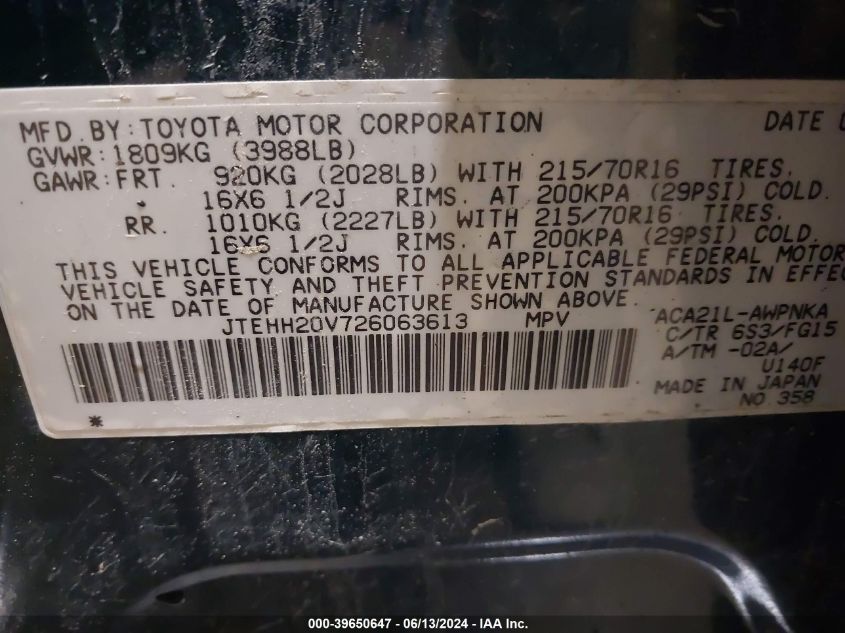 MFD. BY: TOYOTA MOTOR CORPORATION DATE
GVWR: 1809KG (3988LB)
GAWR: FRT. 920KG (2028LB) WITH 215/70R16 TIRES.
16X6 1/2J RIMS. AT 200KPA (29PSI) COLD.
RR. 1010KG (2227LB) WITH 215/70R16 TIRES.
16X6 1/2J RIMS. AT 200KPA (29PSI) COLD.
THIS VEHICLE CONFORMS TO ALL APPLICABLE FEDERAL MOTOR
VEHICLE SAFETY AND THEFT PREVENTION STANDARDS IN EFFEC
ON THE DATE OF MANUFACTURE SHOWN ABOVE.
JTEHH20V726063613 MPV ACA21L-AWPNKA
C/TR 6S3/FG15
A/TM -02A/
U140F
MADE IN JAPAN
NO 358
*
000-39650647 - 06/13/2024 - IAA Inc.